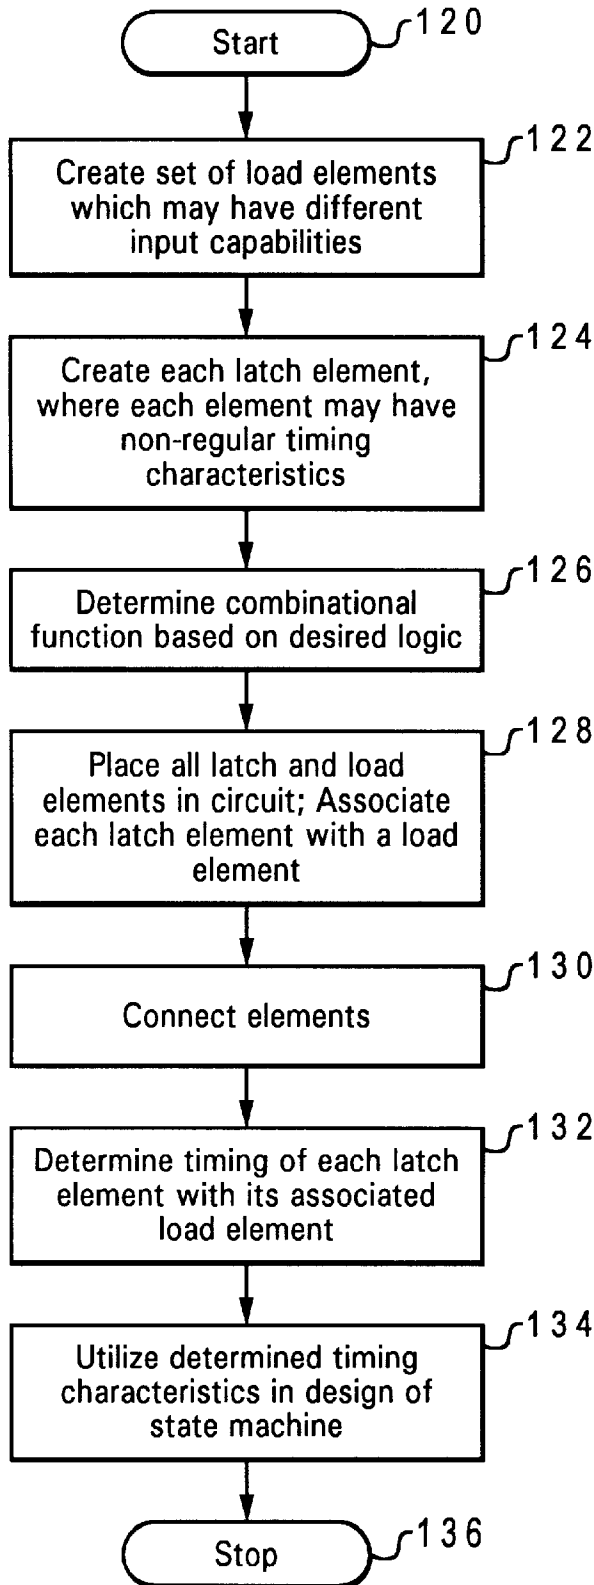 Start
120
122
Create set of load elements
which may have different
input capabilities
124
Create each latch element,
where each element may have
non-regular timing
characteristics
126
Determine combinational
function based on desired logic
128
Place all latch and load
elements in circuit; Associate
each latch element with a load
element
130
Connect elements
132
Determine timing of each latch
element with its associated
load element
134
Utilize determined timing
characteristics in design of
state machine
136
Stop